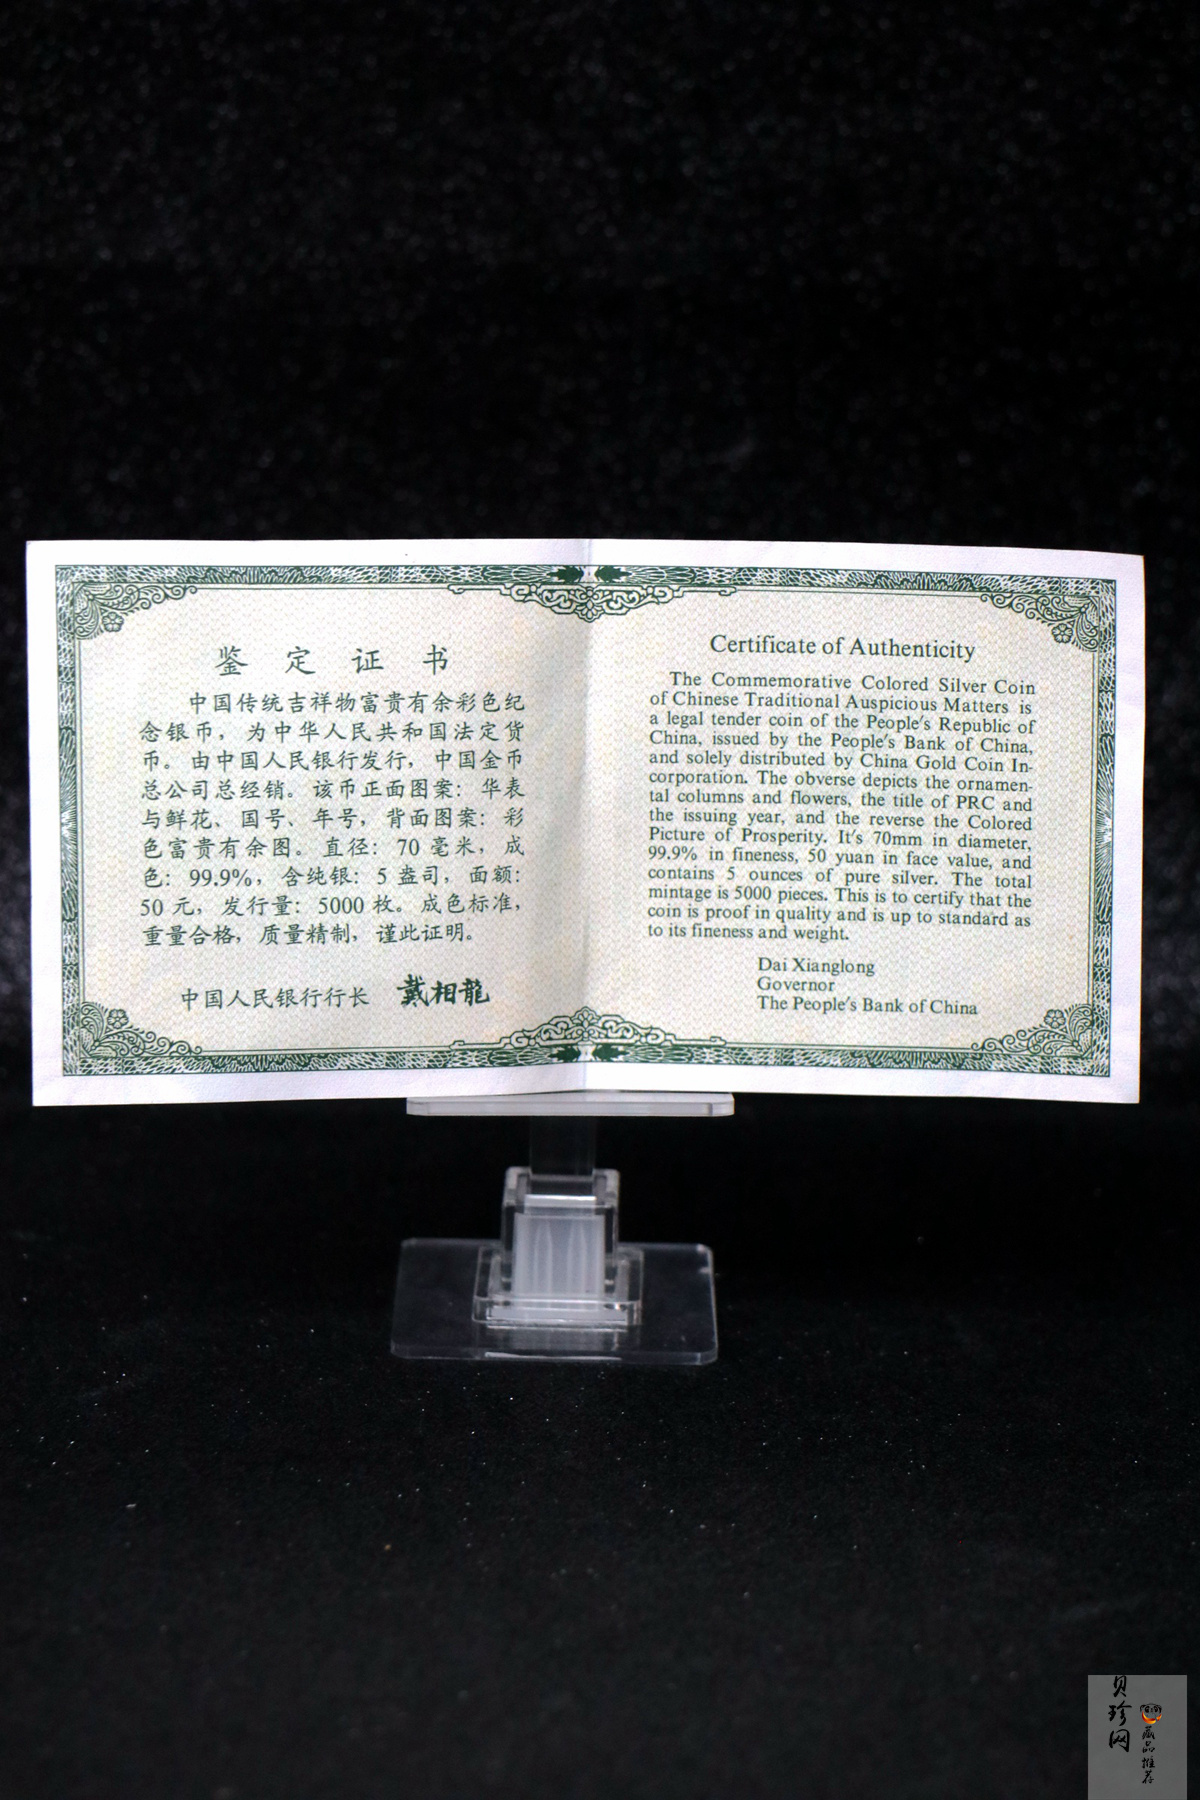 鉴定证书
中国传统吉祥物富贵有余彩色纪
念银币，为中华人民共和国法定货
币。由中国人民银行发行，中国金币
总公司总经销。该币正面图案：华表
与鲜花、国号、年号，背面图案：彩
色富贵有余图。直径：70毫米，成
色：99.9%，含纯银：5盎司，面额：
50元，发行量：5000枚。成色标准，
重量合格，质量精制，谨此证明。
中国人民银行行长 戴相龍
Certificate of Authenticity
The Commemorative Colored Silver Coin
of Chinese Traditional Auspicious Matters is
a legal tender coin of the People's Republic of
China, issued by the People's Bank of China,
and solely distributed by China Gold Coin In-
corporation. The obverse depicts the ornamen-
tal columns and flowers, the title of PRC and
the issuing year, and the reverse the Colored
Picture of Prosperity. It's 70mm in diameter,
99.9% in fineness, 50 yuan in face value, and
contains 5 ounces of pure silver. The total
mintage is 5000 pieces. This is to certify that the
coin is proof in quality and is up to standard as
to its fineness and weight.
Dai Xianglong
Governor
The People's Bank of China
贝珍网
藏品推荐